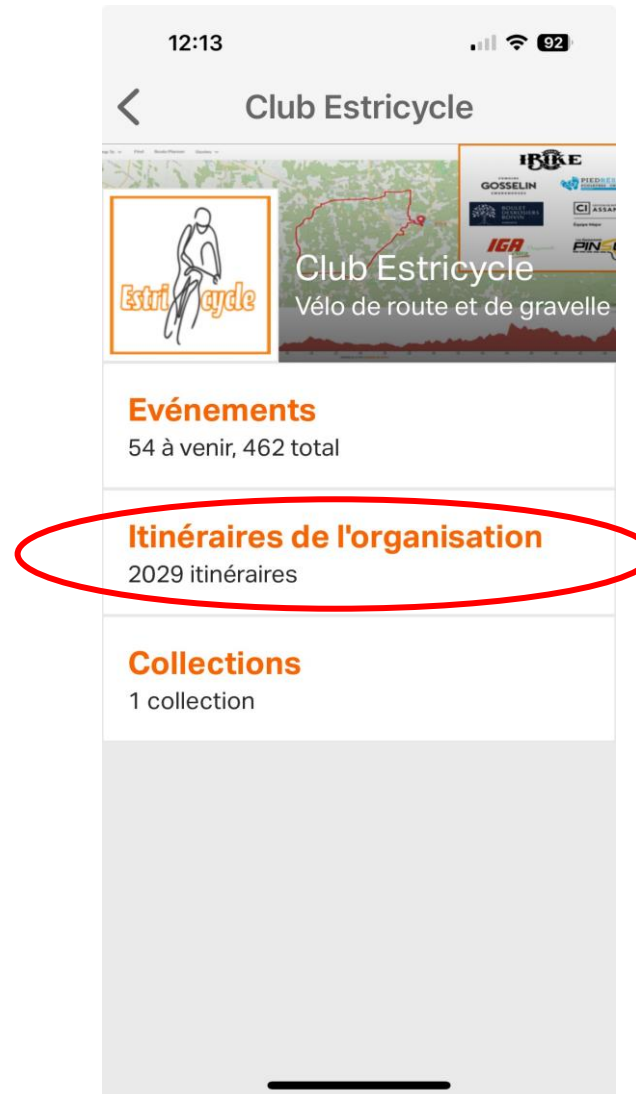 12:13
92
Club Estricycle
IBIKE
GOSSELIN
IGA
Estri cycle
Club Estricycle
Vélo de route et de gravelle
Evénements
54 à venir, 462 total
Itinéraires de l'organisation
2029 itinéraires
Collections
1 collection